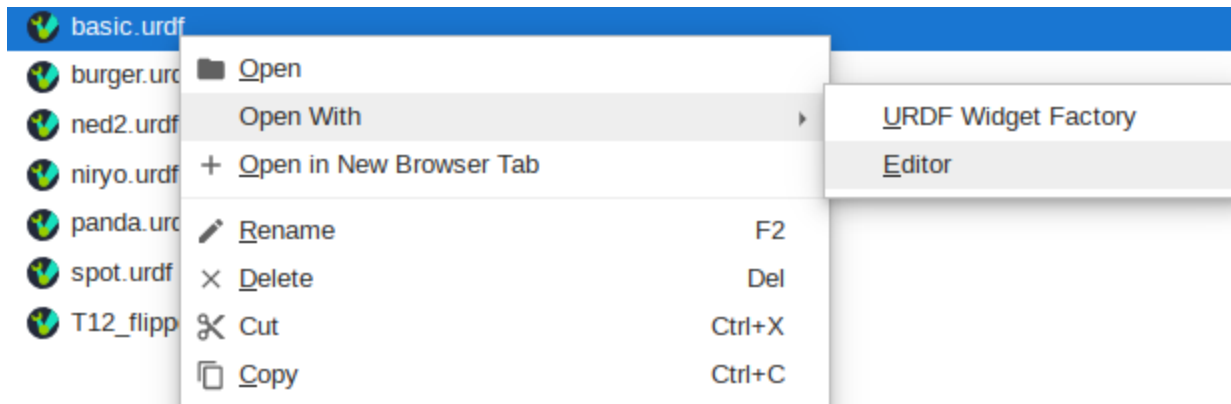 basic.urdf
burger.urd
ned2.urdf
niryo.urdf
panda.urd
spot.urdf
T12_flipp
Open
Open With
Open in New Browser Tab
Rename F2
Delete Del
Cut Ctrl+X
Copy Ctrl+C
URDF Widget Factory
Editor